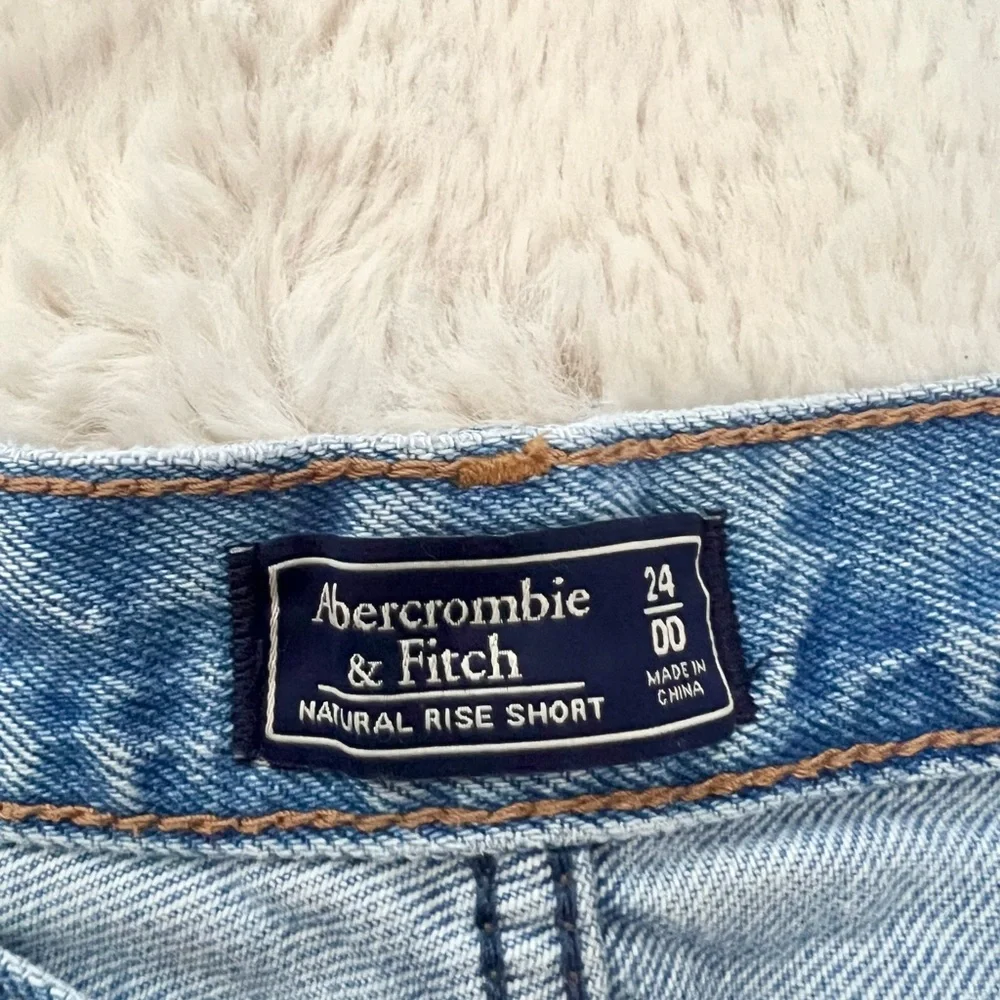 Abercrombie
& Fitch
NATURAL RISE SHORT
24
00
MADE IN
CHINA